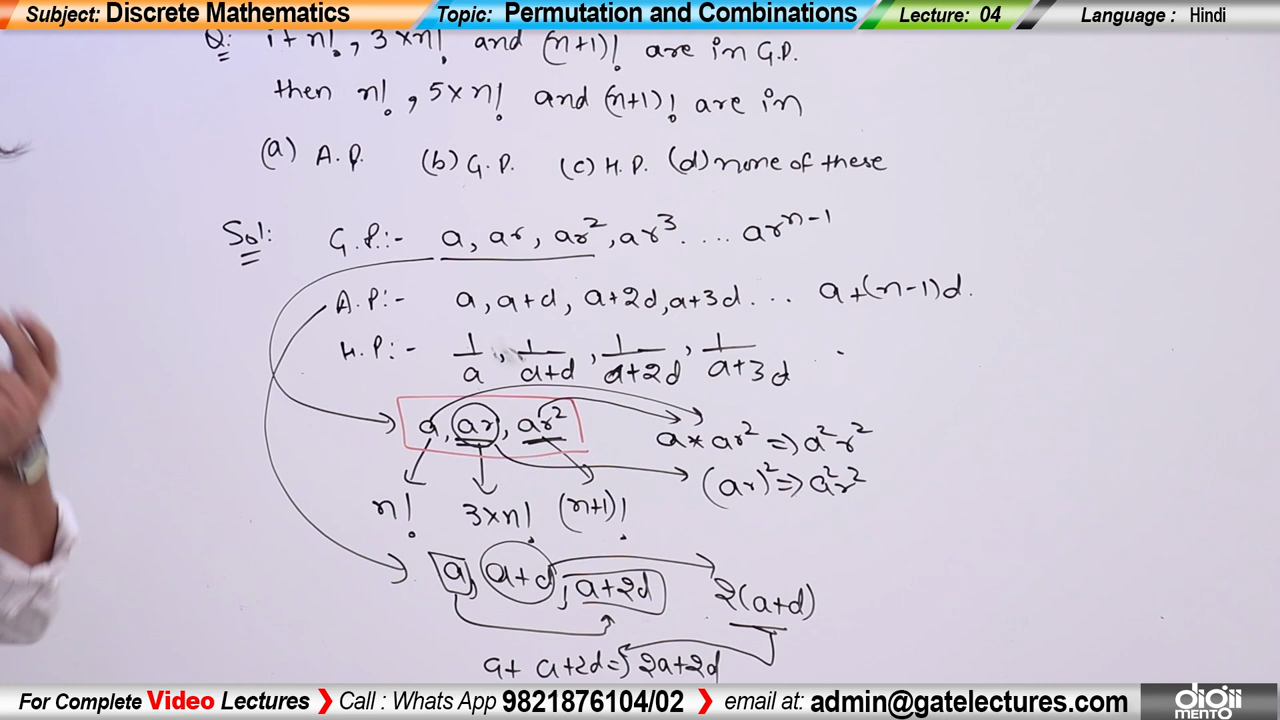 Subject: Discrete Mathematics Topic: Permutation and Combinations Lecture: 04 Language : Hindi
Q: if n!, 3×n! and (n+1)! are in G.P.
then n!, 5×n! and (n+1)! are in
(a) A.P. (b) G.P. (c) H.P. (d) none of these
Sol: G.P.:- a, ar, ar², ar³.... ar^(n-1)
A.P:- a, a+d, a+2d, a+3d... a+(n-1)d.
H.P:- 1/a, 1/(a+d), 1/(a+2d), 1/(a+3d) ..
a, ar, ar² a * ar² => a²r²
(ar)² => a²r²
n! 3×n! (n+1)!
a, a+d, a+2d 2(a+d)
a+ a+2d => 2a+2d
For Complete Video Lectures ❯ Call : Whats App 9821876104/02 ❯ email at: admin@gatelectures.com digii MENTO